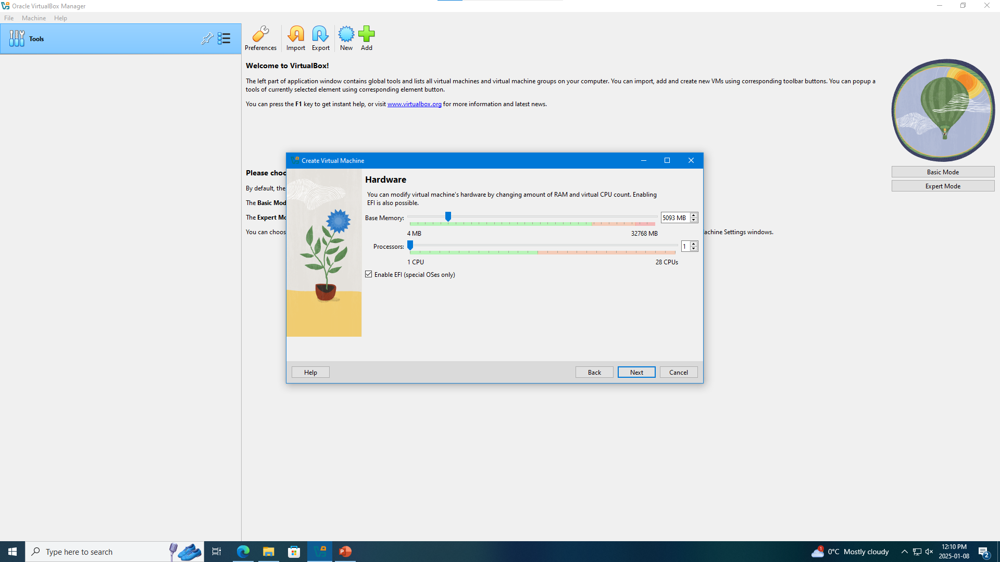 Oracle VirtualBox Manager
File Machine Help
Tools
Preferences Import Export New Add
Welcome to VirtualBox!
The left part of application window contains global tools and lists all virtual machines and virtual machine groups on your computer. You can import, add and create new VMs using corresponding toolbar buttons. You can popup a
tools of currently selected element using corresponding element button.
You can press the F1 key to get instant help, or visit www.virtualbox.org for more information and latest news.
Basic Mode
Expert Mode
Please choo
By default, the
The Basic Mod
The Expert Mo
You can choos
achine Settings windows.
Create Virtual Machine
Hardware
You can modify virtual machine's hardware by changing amount of RAM and virtual CPU count. Enabling
EFI is also possible.
Base Memory: 5093 MB
4 MB 32768 MB
Processors: 1
1 CPU 28 CPUs
Enable EFI (special OSes only)
Help Back Next Cancel
Type here to search
P
1
0°C Mostly cloudy
12:10 PM
2025-01-08
2